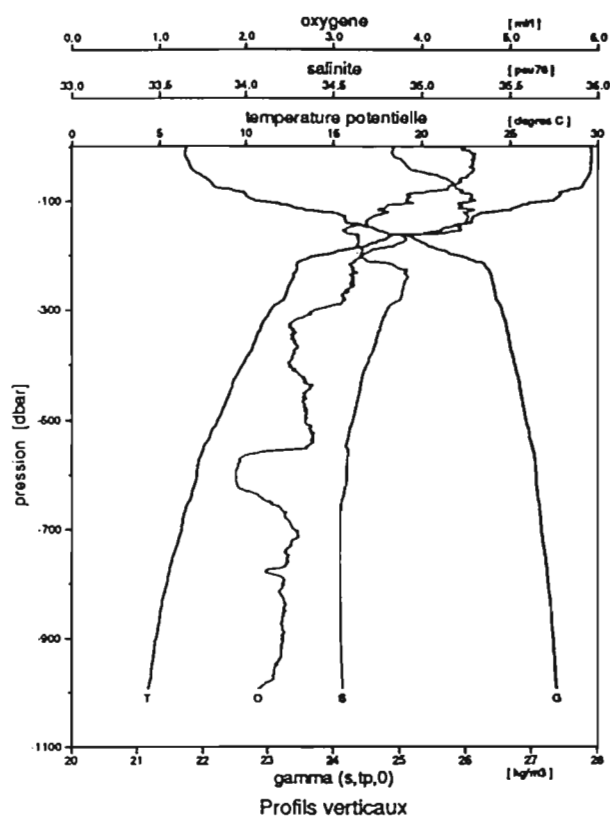 oxygene [ ml/l ]
0.0 1.0 2.0 3.0 4.0 5.0 6.0
salinite [ psu78 ]
33.0 33.5 34.0 34.5 35.0 35.5 36.0
temperature potentielle [ degres C ]
0 5 10 15 20 25 30
-100
-300
-500
-700
-900
-1100
pression [dbar]
T O S G
20 21 22 23 24 25 26 27 28
gamma (s,tp,0) [ kg/m3 ]
Profils verticaux